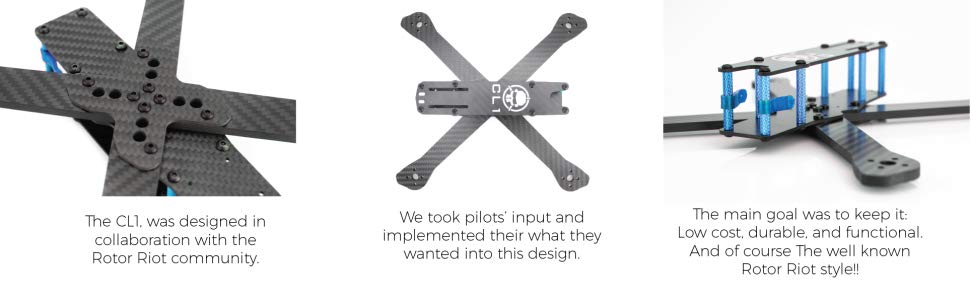 CL1
The CL1, was designed in
collaboration with the
Rotor Riot community.
We took pilots' input and
implemented their what they
wanted into this design.
The main goal was to keep it:
Low cost, durable, and functional.
And of course The well known
Rotor Riot style!!